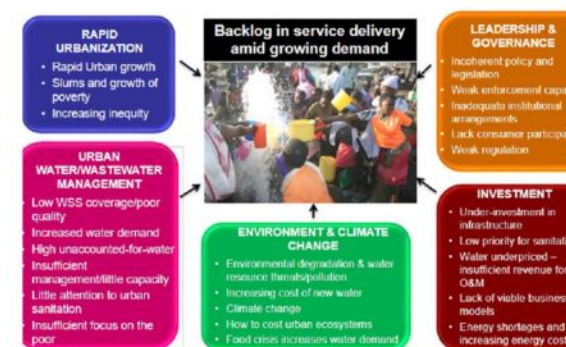 RAPID
URBANIZATION
• Rapid Urban growth
• Slums and growth of
poverty
• Increasing inequity
Backlog in service delivery
amid growing demand
LEADERSHIP &
GOVERNANCE
• Incoherent policy and
legislation
• Weak enforcement capa
• Inadequate institutional
arrangements
• Lack consumer participa
• Weak regulation
URBAN
WATER/WASTEWATER
MANAGEMENT
• Low WSS coverage/poor
quality
• Increased water demand
• High unaccounted-for-water
• Insufficient
management/little capacity
• Little attention to urban
sanitation
• Insufficient focus on the
poor
ENVIRONMENT & CLIMATE
CHANGE
• Environmental degradation & water
resource threats/pollution
• Increasing cost of new water
• Climate change
• How to cost urban ecosystems
• Food crisis increases water demand
INVESTMENT
• Under-investment in
infrastructure
• Low priority for sanitati
• Water underpriced –
insufficient revenue for
O&M
• Lack of viable business
models
• Energy shortages and
increasing energy cost